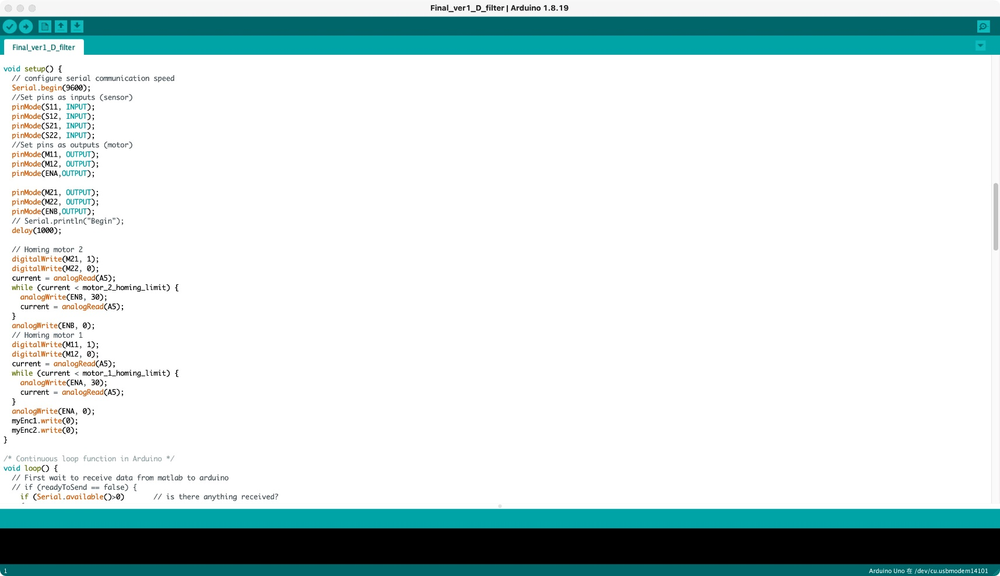 Final_ver1_D_filter | Arduino 1.8.19
Final_ver1_D_filter
void setup() {
  // configure serial communication speed
  Serial.begin(9600);
  //Set pins as inputs (sensor)
  pinMode(S11, INPUT);
  pinMode(S12, INPUT);
  pinMode(S21, INPUT);
  pinMode(S22, INPUT);
  //Set pins as outputs (motor)
  pinMode(M11, OUTPUT);
  pinMode(M12, OUTPUT);
  pinMode(ENA,OUTPUT);
  pinMode(M21, OUTPUT);
  pinMode(M22, OUTPUT);
  pinMode(ENB,OUTPUT);
  // Serial.println("Begin");
  delay(1000);
  // Homing motor 2
  digitalWrite(M21, 1);
  digitalWrite(M22, 0);
  current = analogRead(A5);
  while (current < motor_2_homing_limit) {
    analogWrite(ENB, 30);
    current = analogRead(A5);
  }
  analogWrite(ENB, 0);
  // Homing motor 1
  digitalWrite(M11, 1);
  digitalWrite(M12, 0);
  current = analogRead(A5);
  while (current < motor_1_homing_limit) {
    analogWrite(ENA, 30);
    current = analogRead(A5);
  }
  analogWrite(ENA, 0);
  myEnc1.write(0);
  myEnc2.write(0);
}
/* Continuous loop function in Arduino */
void loop() {
  // First wait to receive data from matlab to arduino
  // if (readyToSend == false) {
    if (Serial.available()>0)       // is there anything received?
1
Arduino Uno 在 /dev/cu.usbmodem14101